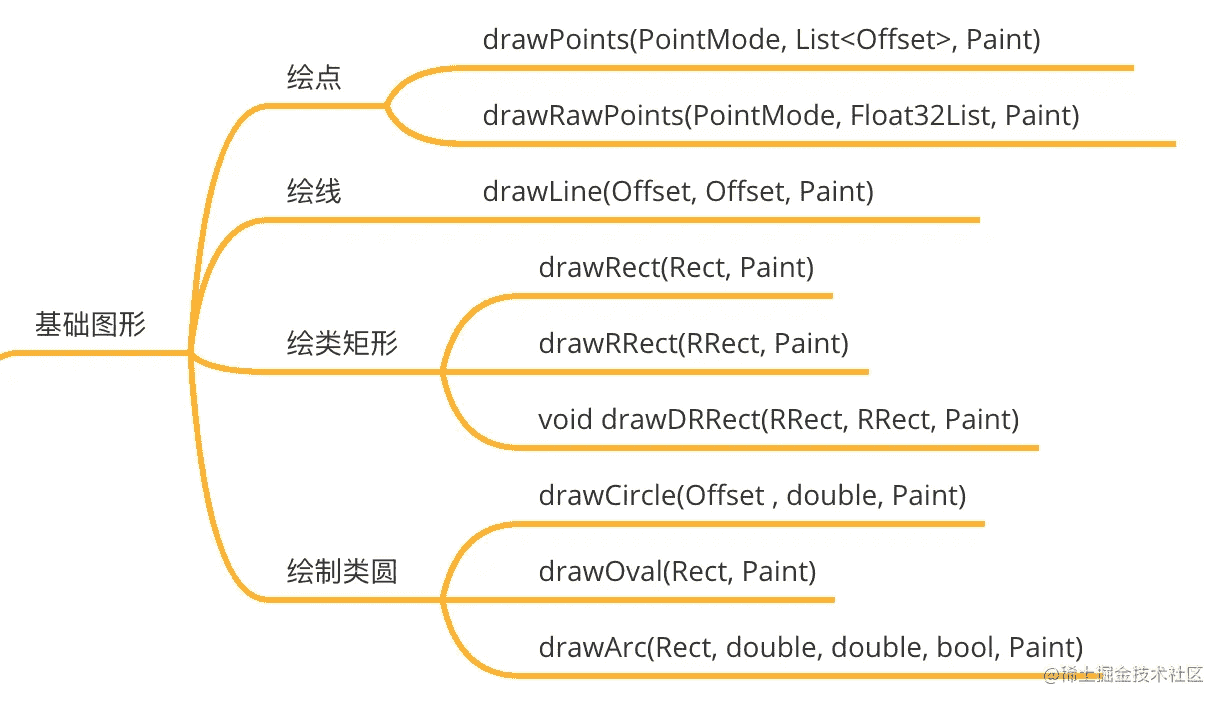 基础图形
绘点
drawPoints(PointMode, List<Offset>, Paint)
drawRawPoints(PointMode, Float32List, Paint)
绘线
drawLine(Offset, Offset, Paint)
绘类矩形
drawRect(Rect, Paint)
drawRRect(RRect, Paint)
void drawDRRect(RRect, RRect, Paint)
绘制类圆
drawCircle(Offset , double, Paint)
drawOval(Rect, Paint)
drawArc(Rect, double, double, bool, Paint)
@稀土掘金技术社区